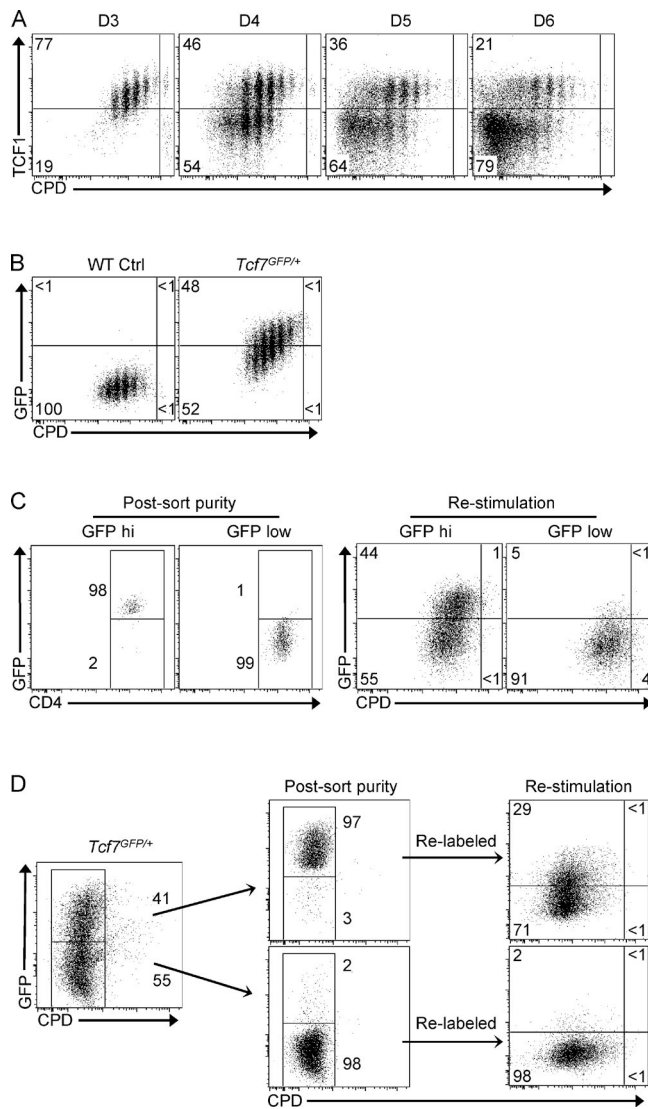 A
D3 D4 D5 D6
77 46 36 21
TCF1
19 54 64 79
CPD
B
WT Ctrl Tcf7GFP/+
<1 <1 48 <1
GFP
100 <1 52 <1
CPD
C
Post-sort purity Re-stimulation
GFP hi GFP low GFP hi GFP low
98 1 44 1 5 <1
GFP GFP
2 99 55 <1 91 4
CD4 CPD
D
Post-sort purity Re-stimulation
Tcf7GFP/+
97 29 <1
Re-labeled
41
3 71 <1
GFP
55
2 2 <1
Re-labeled
98 98 <1
CPD
CPD